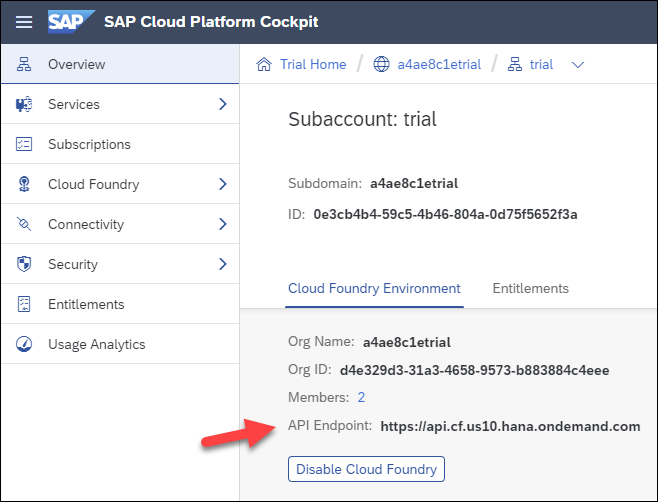 SAP SAP Cloud Platform Cockpit
Overview
Services
Subscriptions
Cloud Foundry
Connectivity
Security
Entitlements
Usage Analytics
Trial Home / a4ae8c1etrial / trial
Subaccount: trial
Subdomain: a4ae8c1etrial
ID: 0e3cb4b4-59c5-4b46-804a-0d75f5652f3a
Cloud Foundry Environment Entitlements
Org Name: a4ae8c1etrial
Org ID: d4e329d3-31a3-4658-9573-b883884c4eee
Members: 2
API Endpoint: https://api.cf.us10.hana.ondemand.com
Disable Cloud Foundry